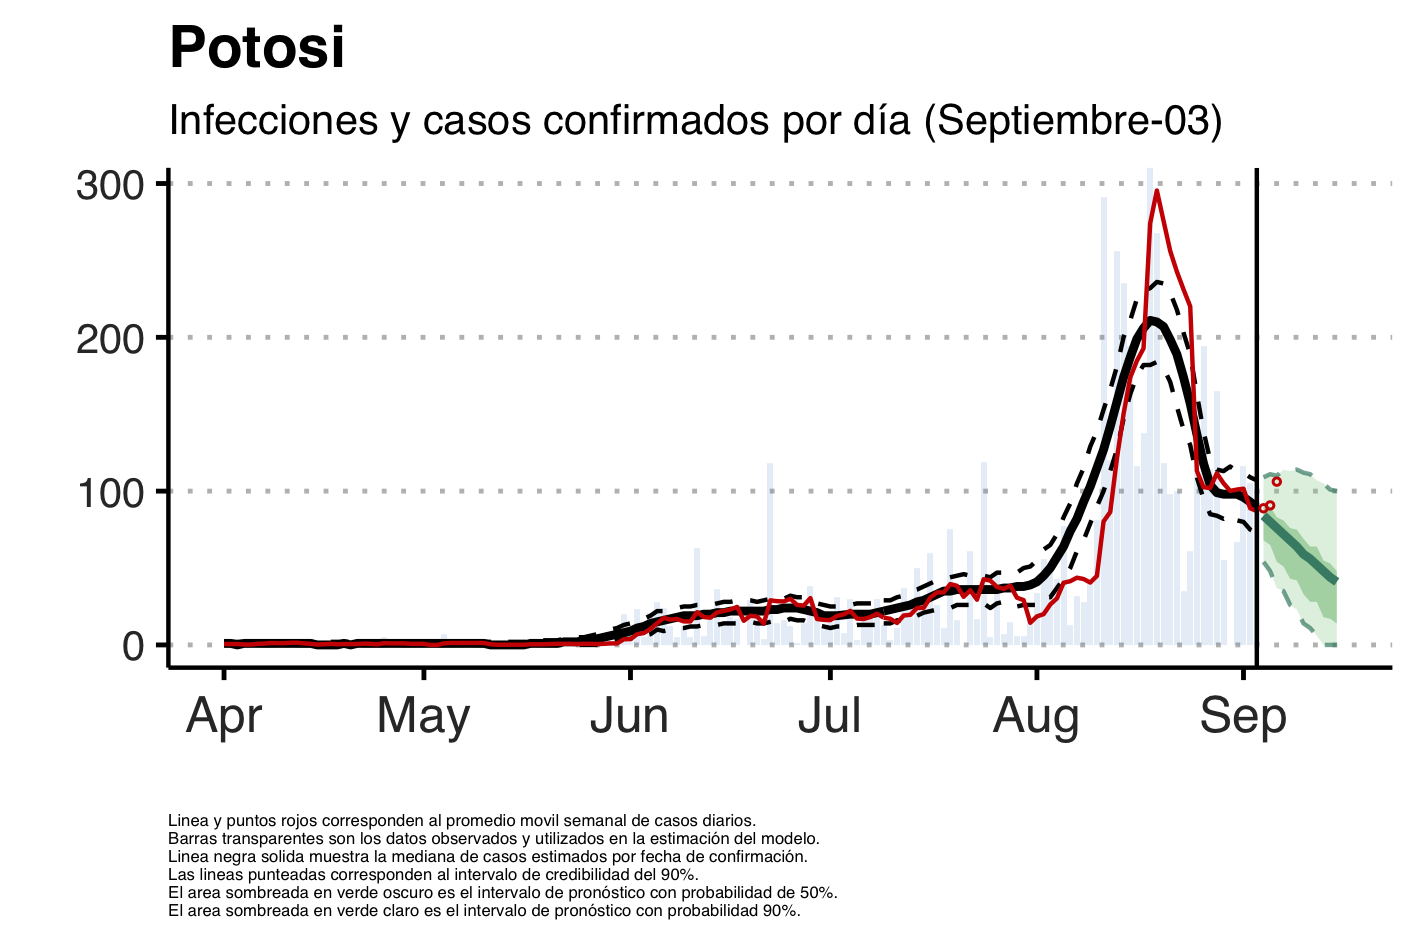 Potosi
Infecciones y casos confirmados por día (Septiembre-03)
300
200
100
0
Apr May Jun Jul Aug Sep
Linea y puntos rojos corresponden al promedio movil semanal de casos diarios.
Barras transparentes son los datos observados y utilizados en la estimación del modelo.
Linea negra solida muestra la mediana de casos estimados por fecha de confirmación.
Las lineas punteadas corresponden al intervalo de credibilidad del 90%.
El area sombreada en verde oscuro es el intervalo de pronóstico con probabilidad de 50%.
El area sombreada en verde claro es el intervalo de pronóstico con probabilidad 90%.